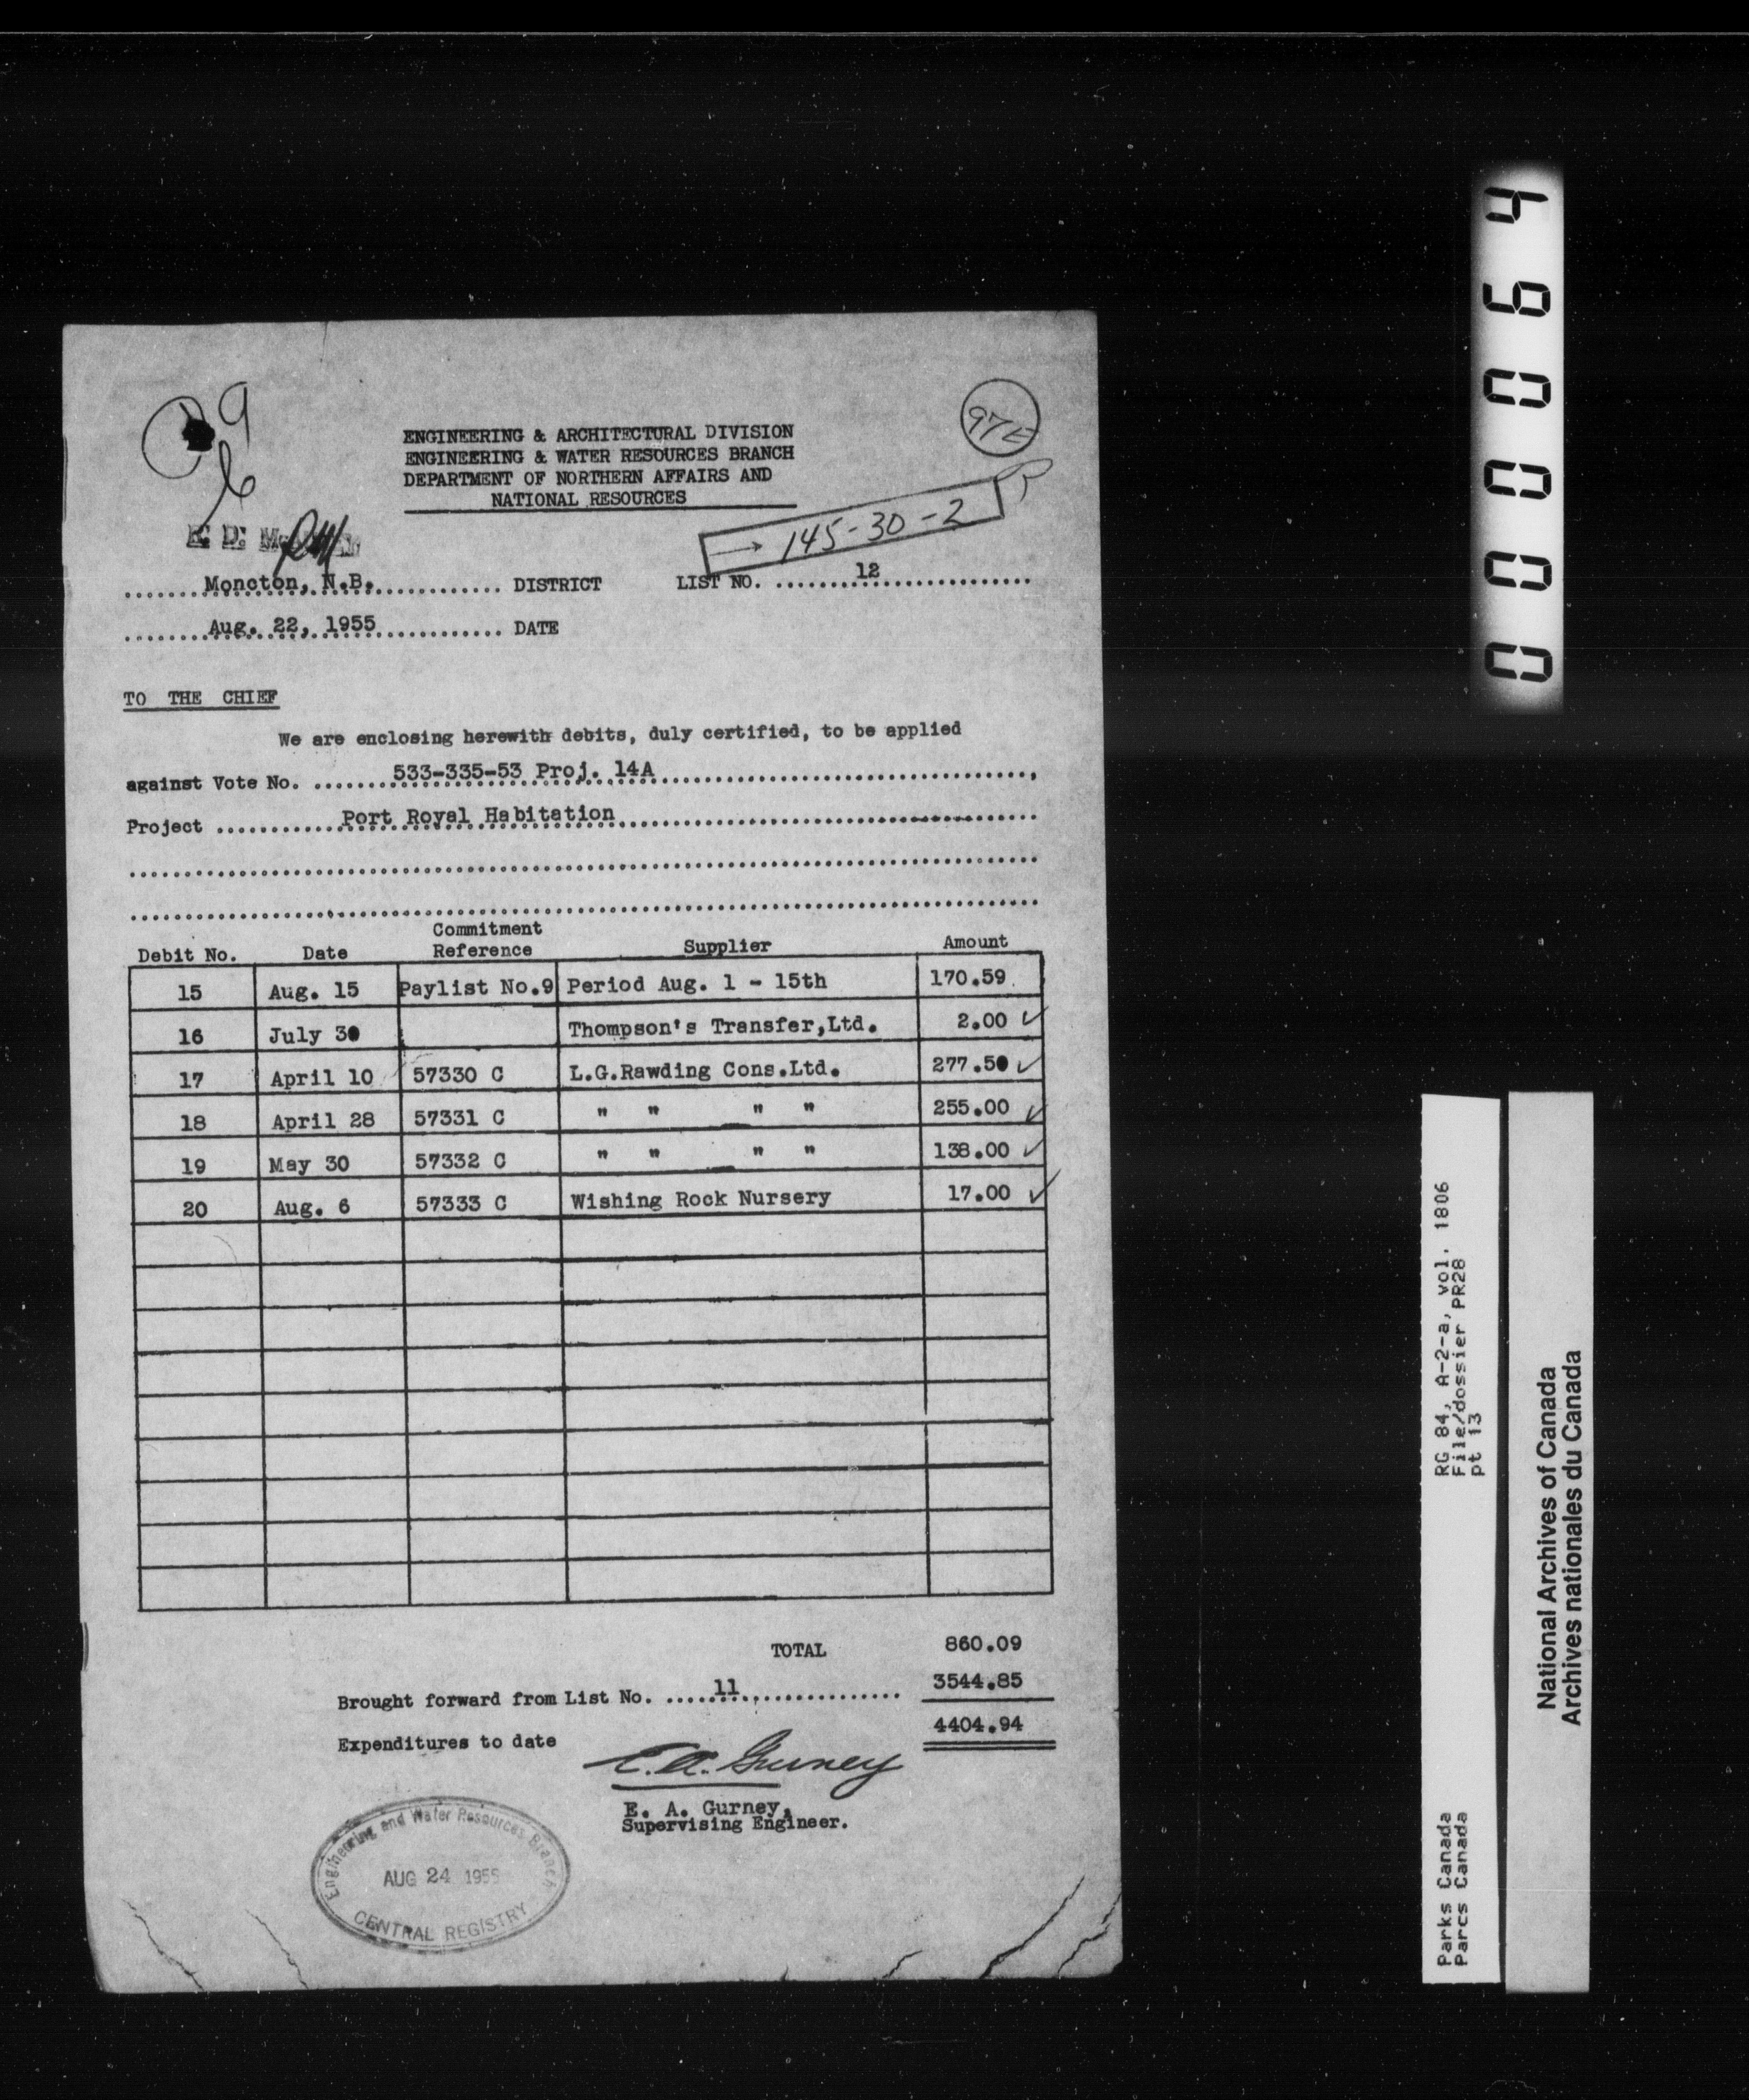 000064
97E
ENGINEERING & ARCHITECTURAL DIVISION
ENGINEERING & WATER RESOURCES BRANCH
DEPARTMENT OF NORTHERN AFFAIRS AND
NATIONAL RESOURCES
→ 145-30-2
Moncton, N.B. DISTRICT LIST NO. 12
Aug. 22, 1955 DATE
TO THE CHIEF
We are enclosing herewith debits, duly certified, to be applied
against Vote No. 533-335-53 Proj. 14A,
Project Port Royal Habitation
Debit No. Date Commitment Reference Supplier Amount
15 Aug. 15 Paylist No.9 Period Aug. 1 - 15th 170.59
16 July 30 Thompson's Transfer,Ltd. 2.00 ✓
17 April 10 57330 C L.G.Rawding Cons.Ltd. 277.50 ✓
18 April 28 57331 C " " " " 255.00 ✓
19 May 30 57332 C " " " " 138.00 ✓
20 Aug. 6 57333 C Wishing Rock Nursery 17.00 ✓
TOTAL 860.09
Brought forward from List No. 11 3544.85
Expenditures to date 4404.94
E.A. Gurney
E. A. Gurney,
Supervising Engineer.
Engineering and Water Resources Branch
AUG 24 1955
CENTRAL REGISTRY
RG 84, A-2-a, vol. 1806
File/dossier PR28
pt 13
Parks Canada
Parcs Canada
National Archives of Canada
Archives nationales du Canada